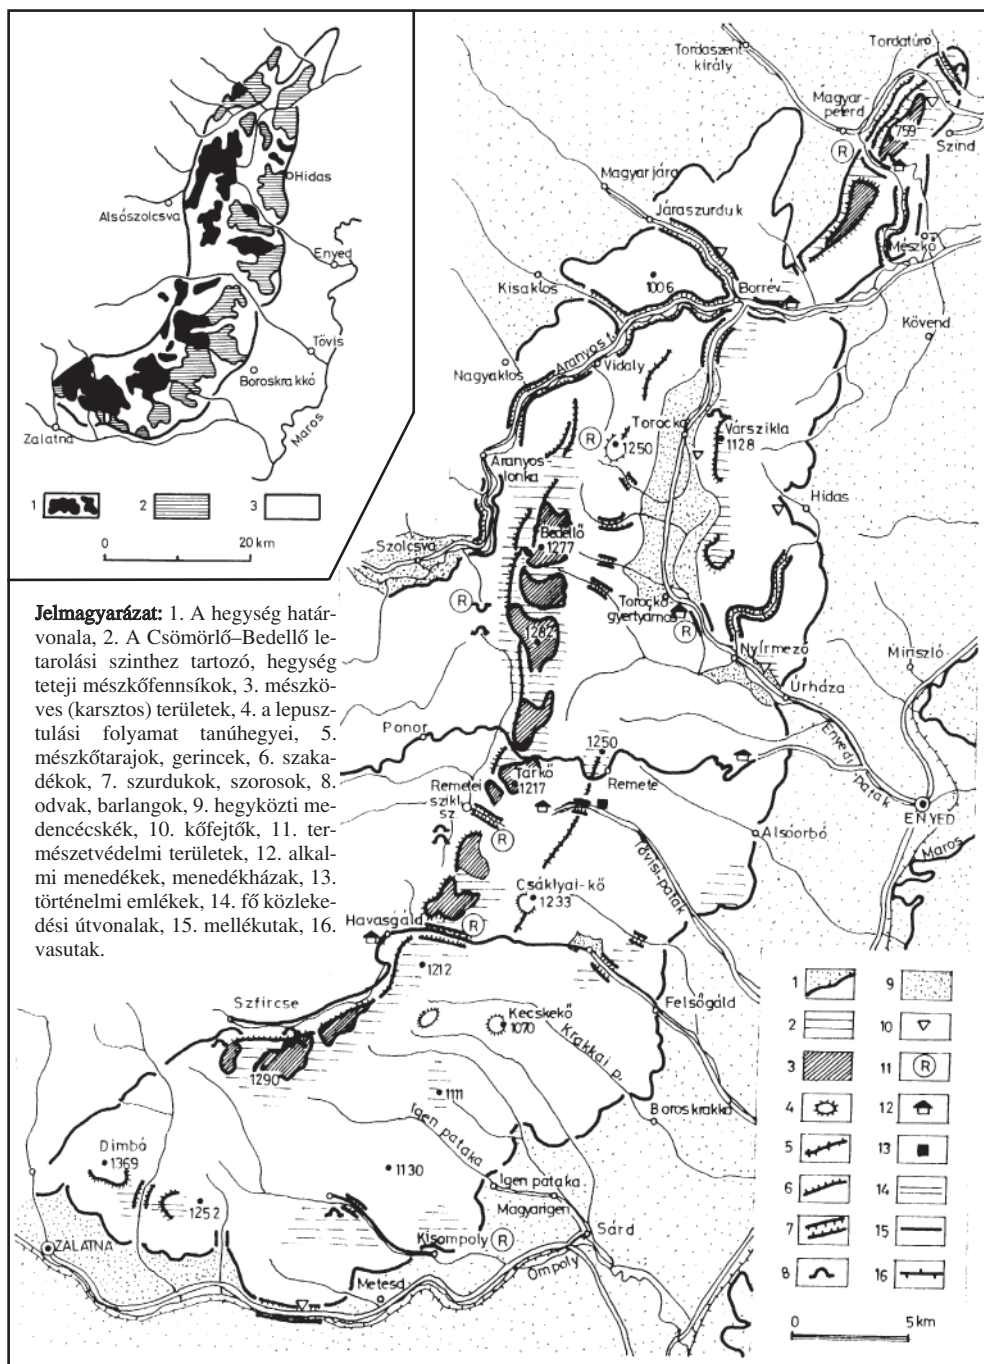 Hidas
Alsószolcsva
Enyed
Tövis
Boroskrakkó
Zalatna
Maros
1
2
3
0
20 km
Jelmagyarázat: 1. A hegység határ-
vonala, 2. A Csömörlő–Bedellő le-
tarolási szinthez tartozó, hegység
teteji mészkőfennsíkok, 3. mészkö-
ves (karsztos) területek, 4. a lepusz-
tulási folyamat tanúhegyei, 5.
mészkőtarajok, gerincek, 6. szaka-
dékok, 7. szurdukok, szorosok, 8.
odvak, barlangok, 9. hegyközti me-
dencécskék, 10. kőfejtők, 11. ter-
mészetvédelmi területek, 12. alkal-
mi menedékek, menedékházak, 13.
történelmi emlékek, 14. fő közleke-
dési útvonalak, 15. mellékutak, 16.
vasutak.
Tordaszent
király
Tordatúr
Magyar-
peterd
759
R
Szind
Magyarjára
Járaszurduk
Mészkő
Kisaklos
1006
Borrév
Kövend
Aranyos f.
Nagyaklos
Vidaly
Torockó
Várszikla
1128
R
1250
Aranyos-
lonka
Hidas
Bedellő
1277
Szolcsva
R
Torockó
gyertyános
R
1282
Nyírmező
Miriszló
Úrháza
Ponor
1250
Enyedi patak
Tarkő
1217
Remete
Remetei
szikl.
sz.
ENYED
R
Alsóorbó
Maros
Tövisi-patak
Csáklyai-kő
1233
Havasgáld
R
1212
Szfircse
Felsőgáld
Kecskekő
1070
Krakkai p.
1290
1111
Boroskrakkó
Igen pataka
Dimbó
1369
1130
Igen pataka
1252
Magyarigen
Sárd
Kisompoly
R
ZALATNA
Ompoly
Metesd
1
2
3
4
5
6
7
8
9
10
11
R
12
13
14
15
16
0
5 km